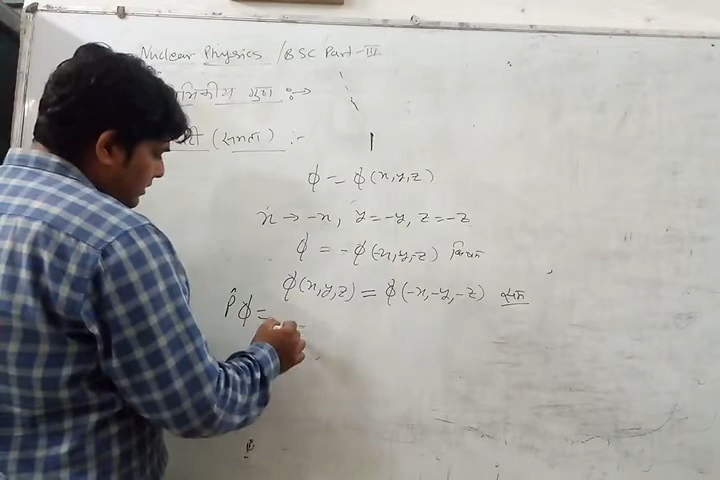 Nuclear Physics / BSC Part-III
गुण :→
(समता) :-
ϕ = ϕ(x,y,z)
x → -x, y=-y, z=-z
ϕ = -ϕ(-x,-y,-z) विषम
ϕ(x,y,z) = ϕ(-x,-y,-z) सम
P̂ϕ=